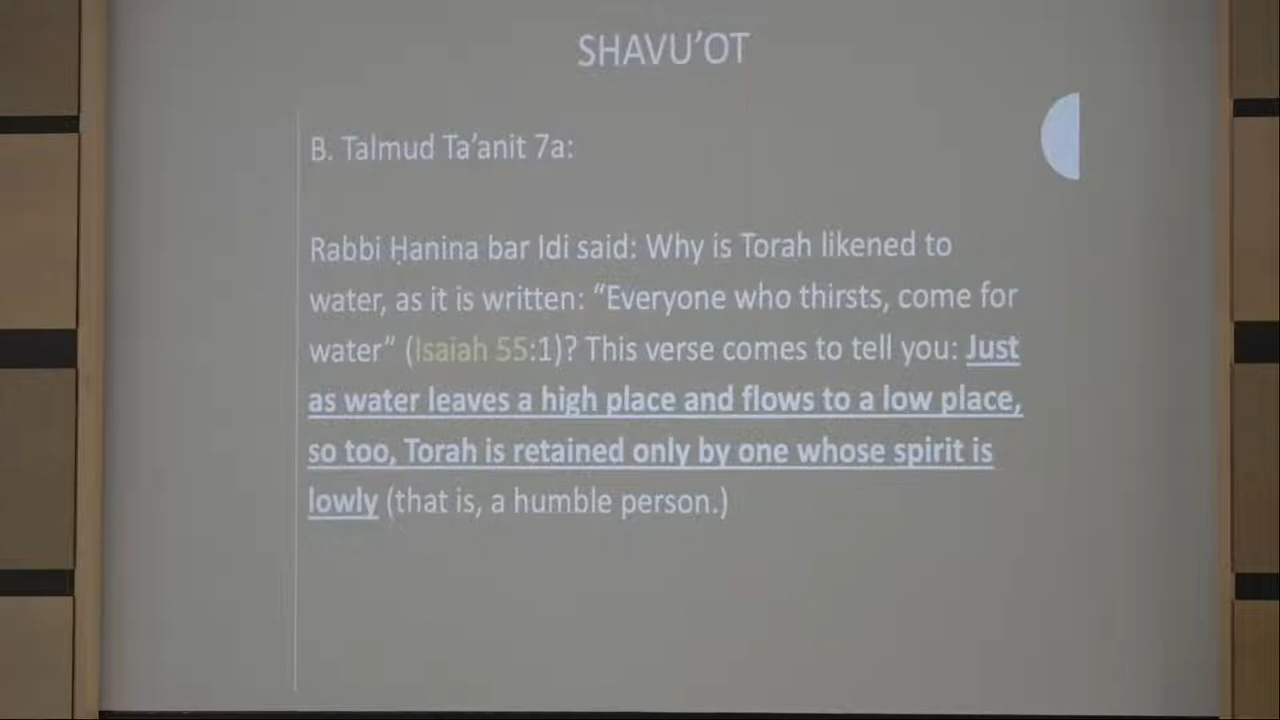 SHAVU’OT
B. Talmud Ta’anit 7a:
Rabbi Ḥanina bar Idi said: Why is Torah likened to
water, as it is written: “Everyone who thirsts, come for
water” (Isaiah 55:1)? This verse comes to tell you: Just
as water leaves a high place and flows to a low place,
so too, Torah is retained only by one whose spirit is
lowly (that is, a humble person.)